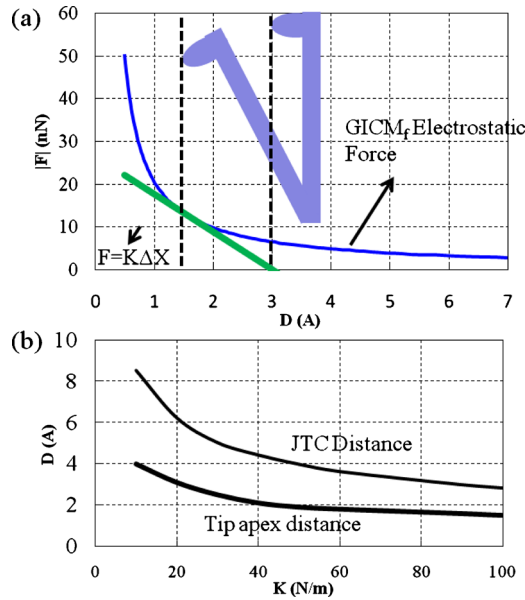 (a)
60
50
40
30
20
10
0
|F| (nN)
GICMf Electrostatic
Force
F=KΔX
0 1 2 3 4 5 6 7
D (A)
(b)
10
8
6
4
2
0
D (A)
JTC Distance
Tip apex distance
0 20 40 60 80 100
K (N/m)